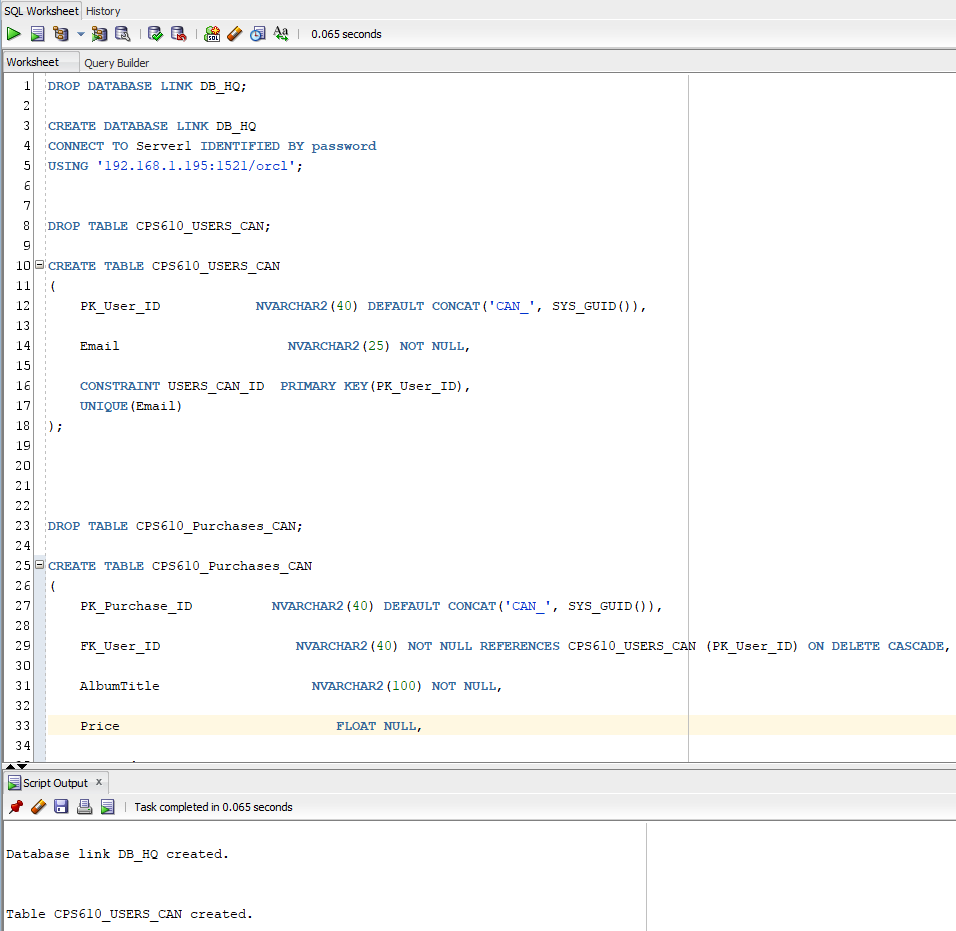 SQL Worksheet History
0.065 seconds
Worksheet Query Builder
1 DROP DATABASE LINK DB_HQ;
2
3 CREATE DATABASE LINK DB_HQ
4 CONNECT TO Server1 IDENTIFIED BY password
5 USING '192.168.1.195:1521/orcl';
6
7
8 DROP TABLE CPS610_USERS_CAN;
9
10 CREATE TABLE CPS610_USERS_CAN
11 (
12 PK_User_ID NVARCHAR2(40) DEFAULT CONCAT('CAN_', SYS_GUID()),
13
14 Email NVARCHAR2(25) NOT NULL,
15
16 CONSTRAINT USERS_CAN_ID PRIMARY KEY(PK_User_ID),
17 UNIQUE(Email)
18 );
19
20
21
22
23 DROP TABLE CPS610_Purchases_CAN;
24
25 CREATE TABLE CPS610_Purchases_CAN
26 (
27 PK_Purchase_ID NVARCHAR2(40) DEFAULT CONCAT('CAN_', SYS_GUID()),
28
29 FK_User_ID NVARCHAR2(40) NOT NULL REFERENCES CPS610_USERS_CAN (PK_User_ID) ON DELETE CASCADE,
30
31 AlbumTitle NVARCHAR2(100) NOT NULL,
32
33 Price FLOAT NULL,
34
Script Output x
Task completed in 0.065 seconds
Database link DB_HQ created.
Table CPS610_USERS_CAN created.